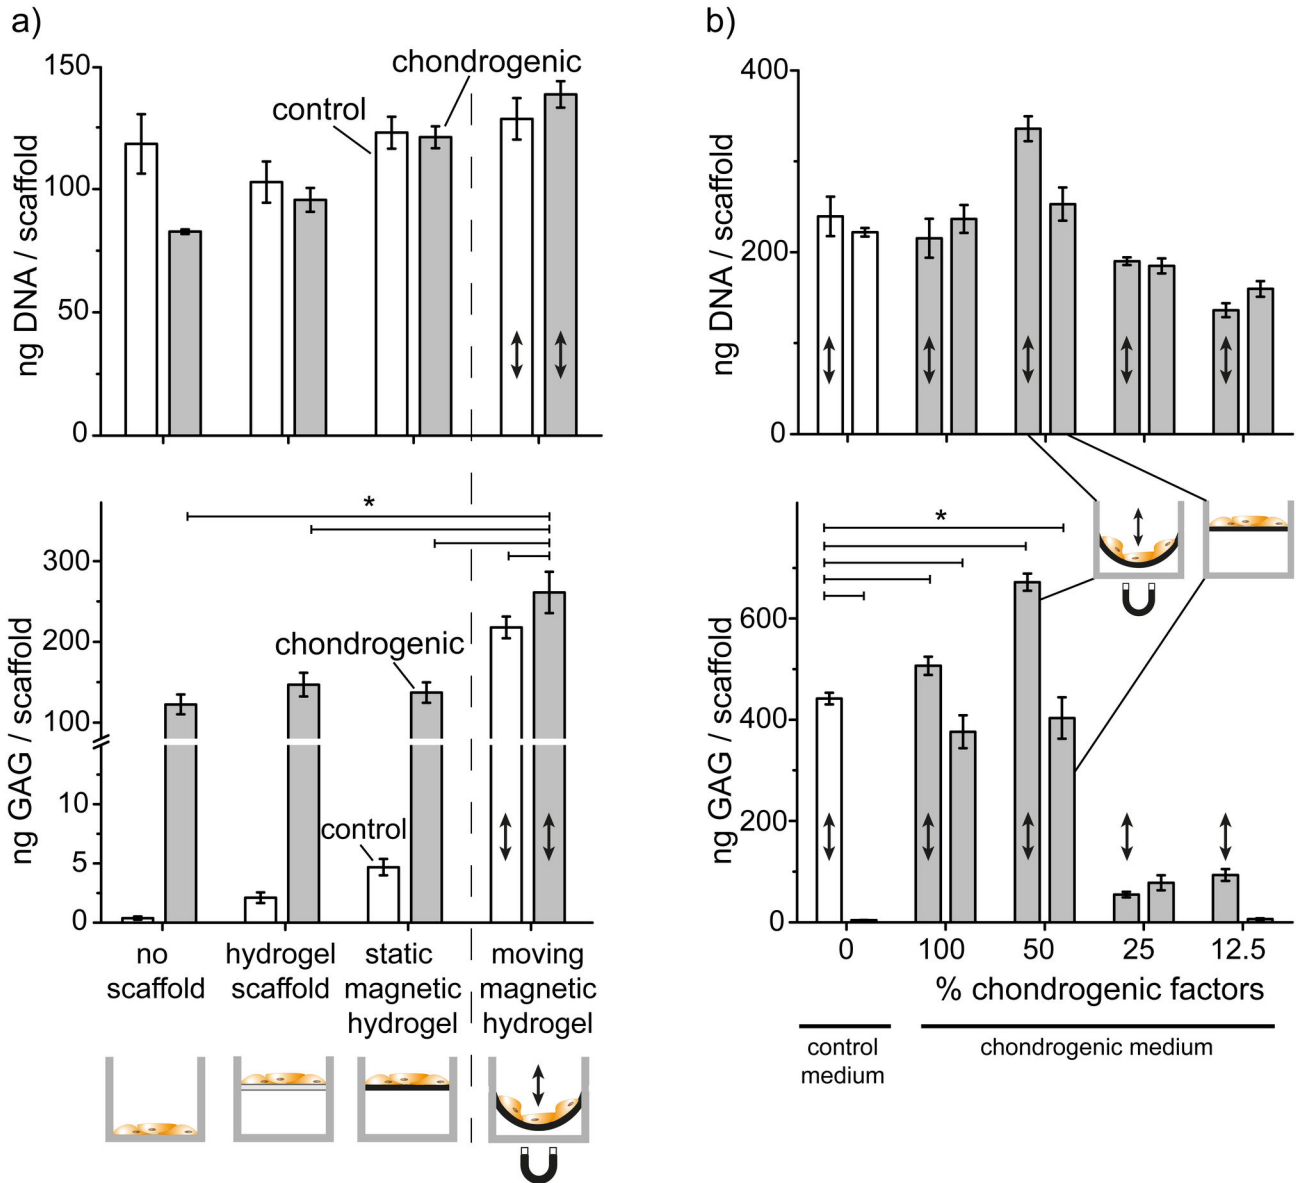 a)
150
100
50
0
ng DNA / scaffold
control
chondrogenic
*
300
200
100
10
5
0
ng GAG / scaffold
chondrogenic
control
no
scaffold
hydrogel
scaffold
static
magnetic
hydrogel
moving
magnetic
hydrogel
b)
400
200
0
ng DNA / scaffold
*
600
400
200
0
ng GAG / scaffold
0 100 50 25 12.5
% chondrogenic factors
control
medium
chondrogenic medium